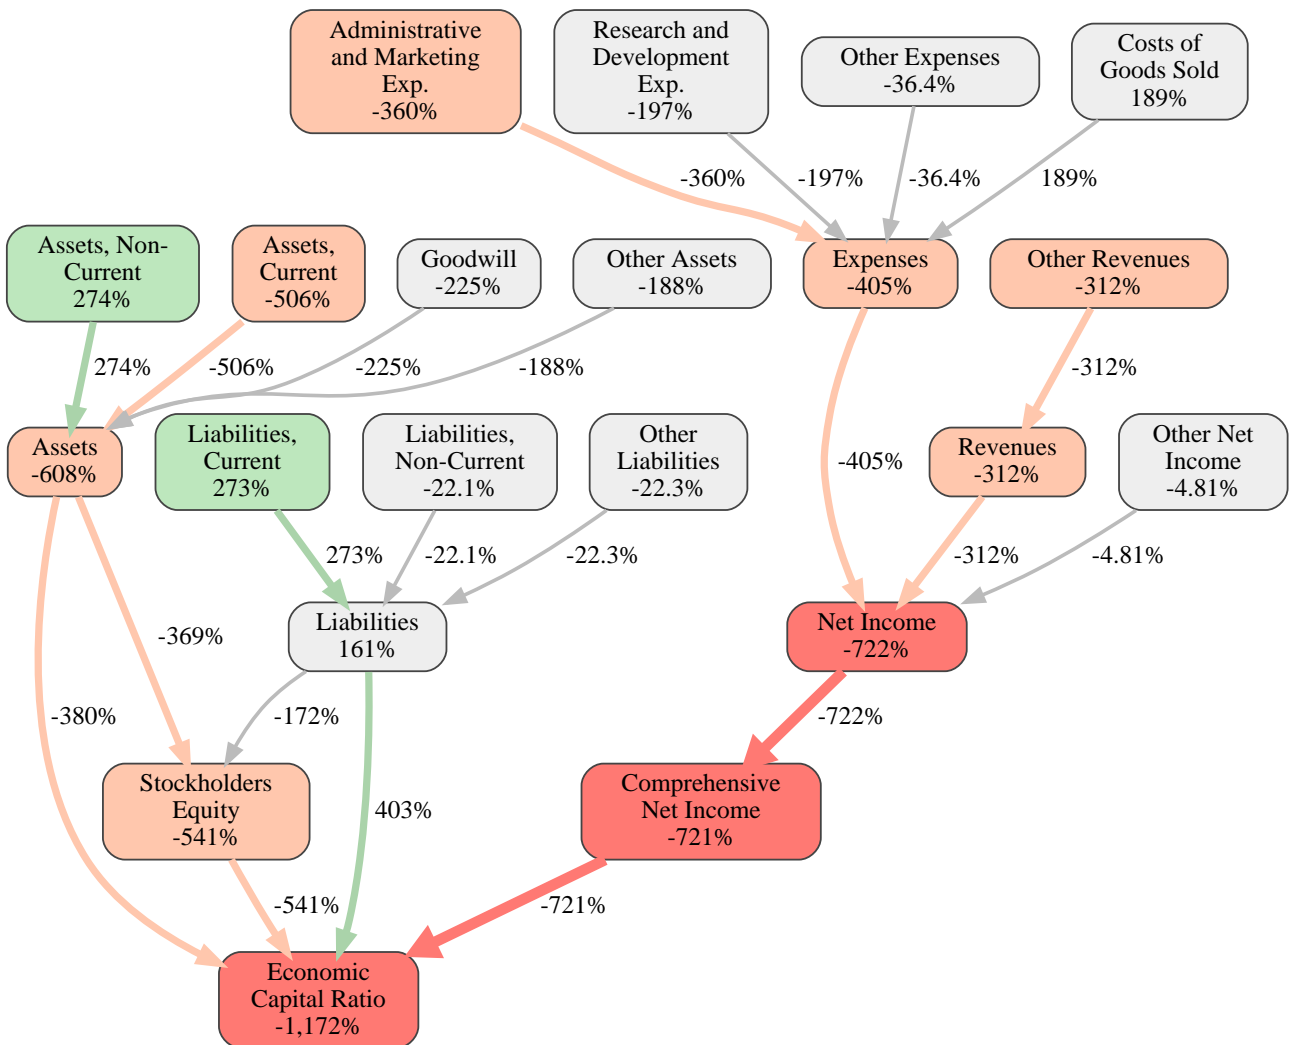 Administrative
and Marketing
Exp.
-360%
Research and
Development
Exp.
-197%
Other Expenses
-36.4%
Costs of
Goods Sold
189%
-360%
-197%
-36.4%
189%
Assets, Non-
Current
274%
Assets,
Current
-506%
Goodwill
-225%
Other Assets
-188%
Expenses
-405%
Other Revenues
-312%
274%
-506%
-225%
-188%
-312%
Assets
-608%
Liabilities,
Current
273%
Liabilities,
Non-Current
-22.1%
Other
Liabilities
-22.3%
-405%
Revenues
-312%
Other Net
Income
-4.81%
273%
-22.1%
-22.3%
-312%
-4.81%
-369%
Liabilities
161%
Net Income
-722%
-380%
-172%
-722%
Stockholders
Equity
-541%
403%
Comprehensive
Net Income
-721%
-541%
-721%
Economic
Capital Ratio
-1,172%